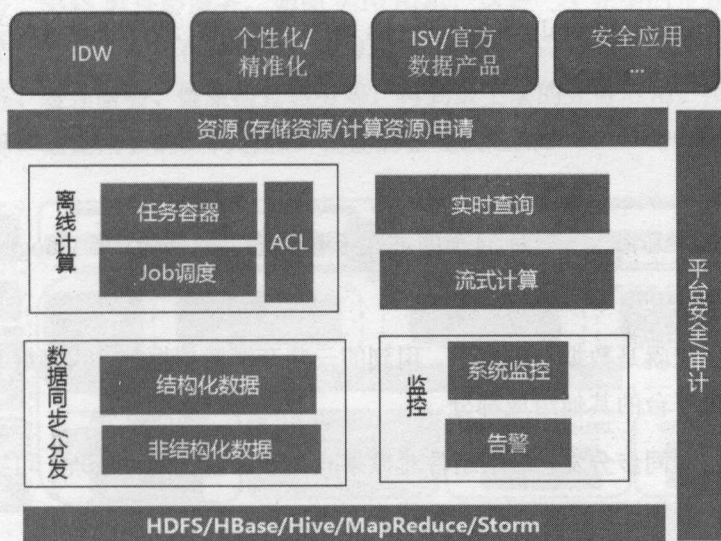 IDW
个性化/
精准化
ISV/官方
数据产品
安全应用
...
资源 (存储资源/计算资源)申请
离线计算
任务容器
Job调度
ACL
实时查询
流式计算
数据同步/分发
结构化数据
非结构化数据
监控
系统监控
告警
平台安全/审计
HDFS/HBase/Hive/MapReduce/Storm